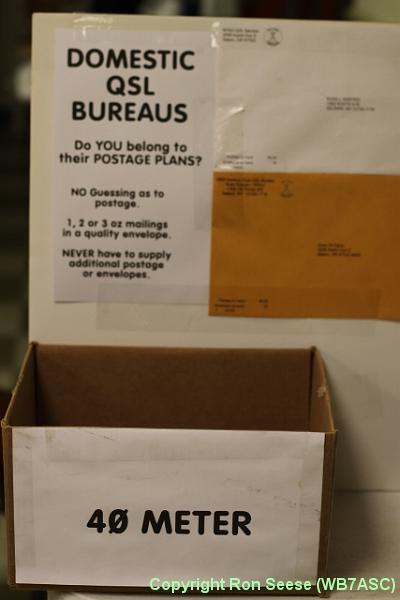 DOMESTIC
QSL
BUREAUS
Do YOU belong to
their POSTAGE PLANS?
NO Guessing as to
postage.
1, 2 or 3 oz mailings
in a quality envelope.
NEVER have to supply
additional postage
or envelopes.
4Ø METER
Copyright Ron Seese (WB7ASC)